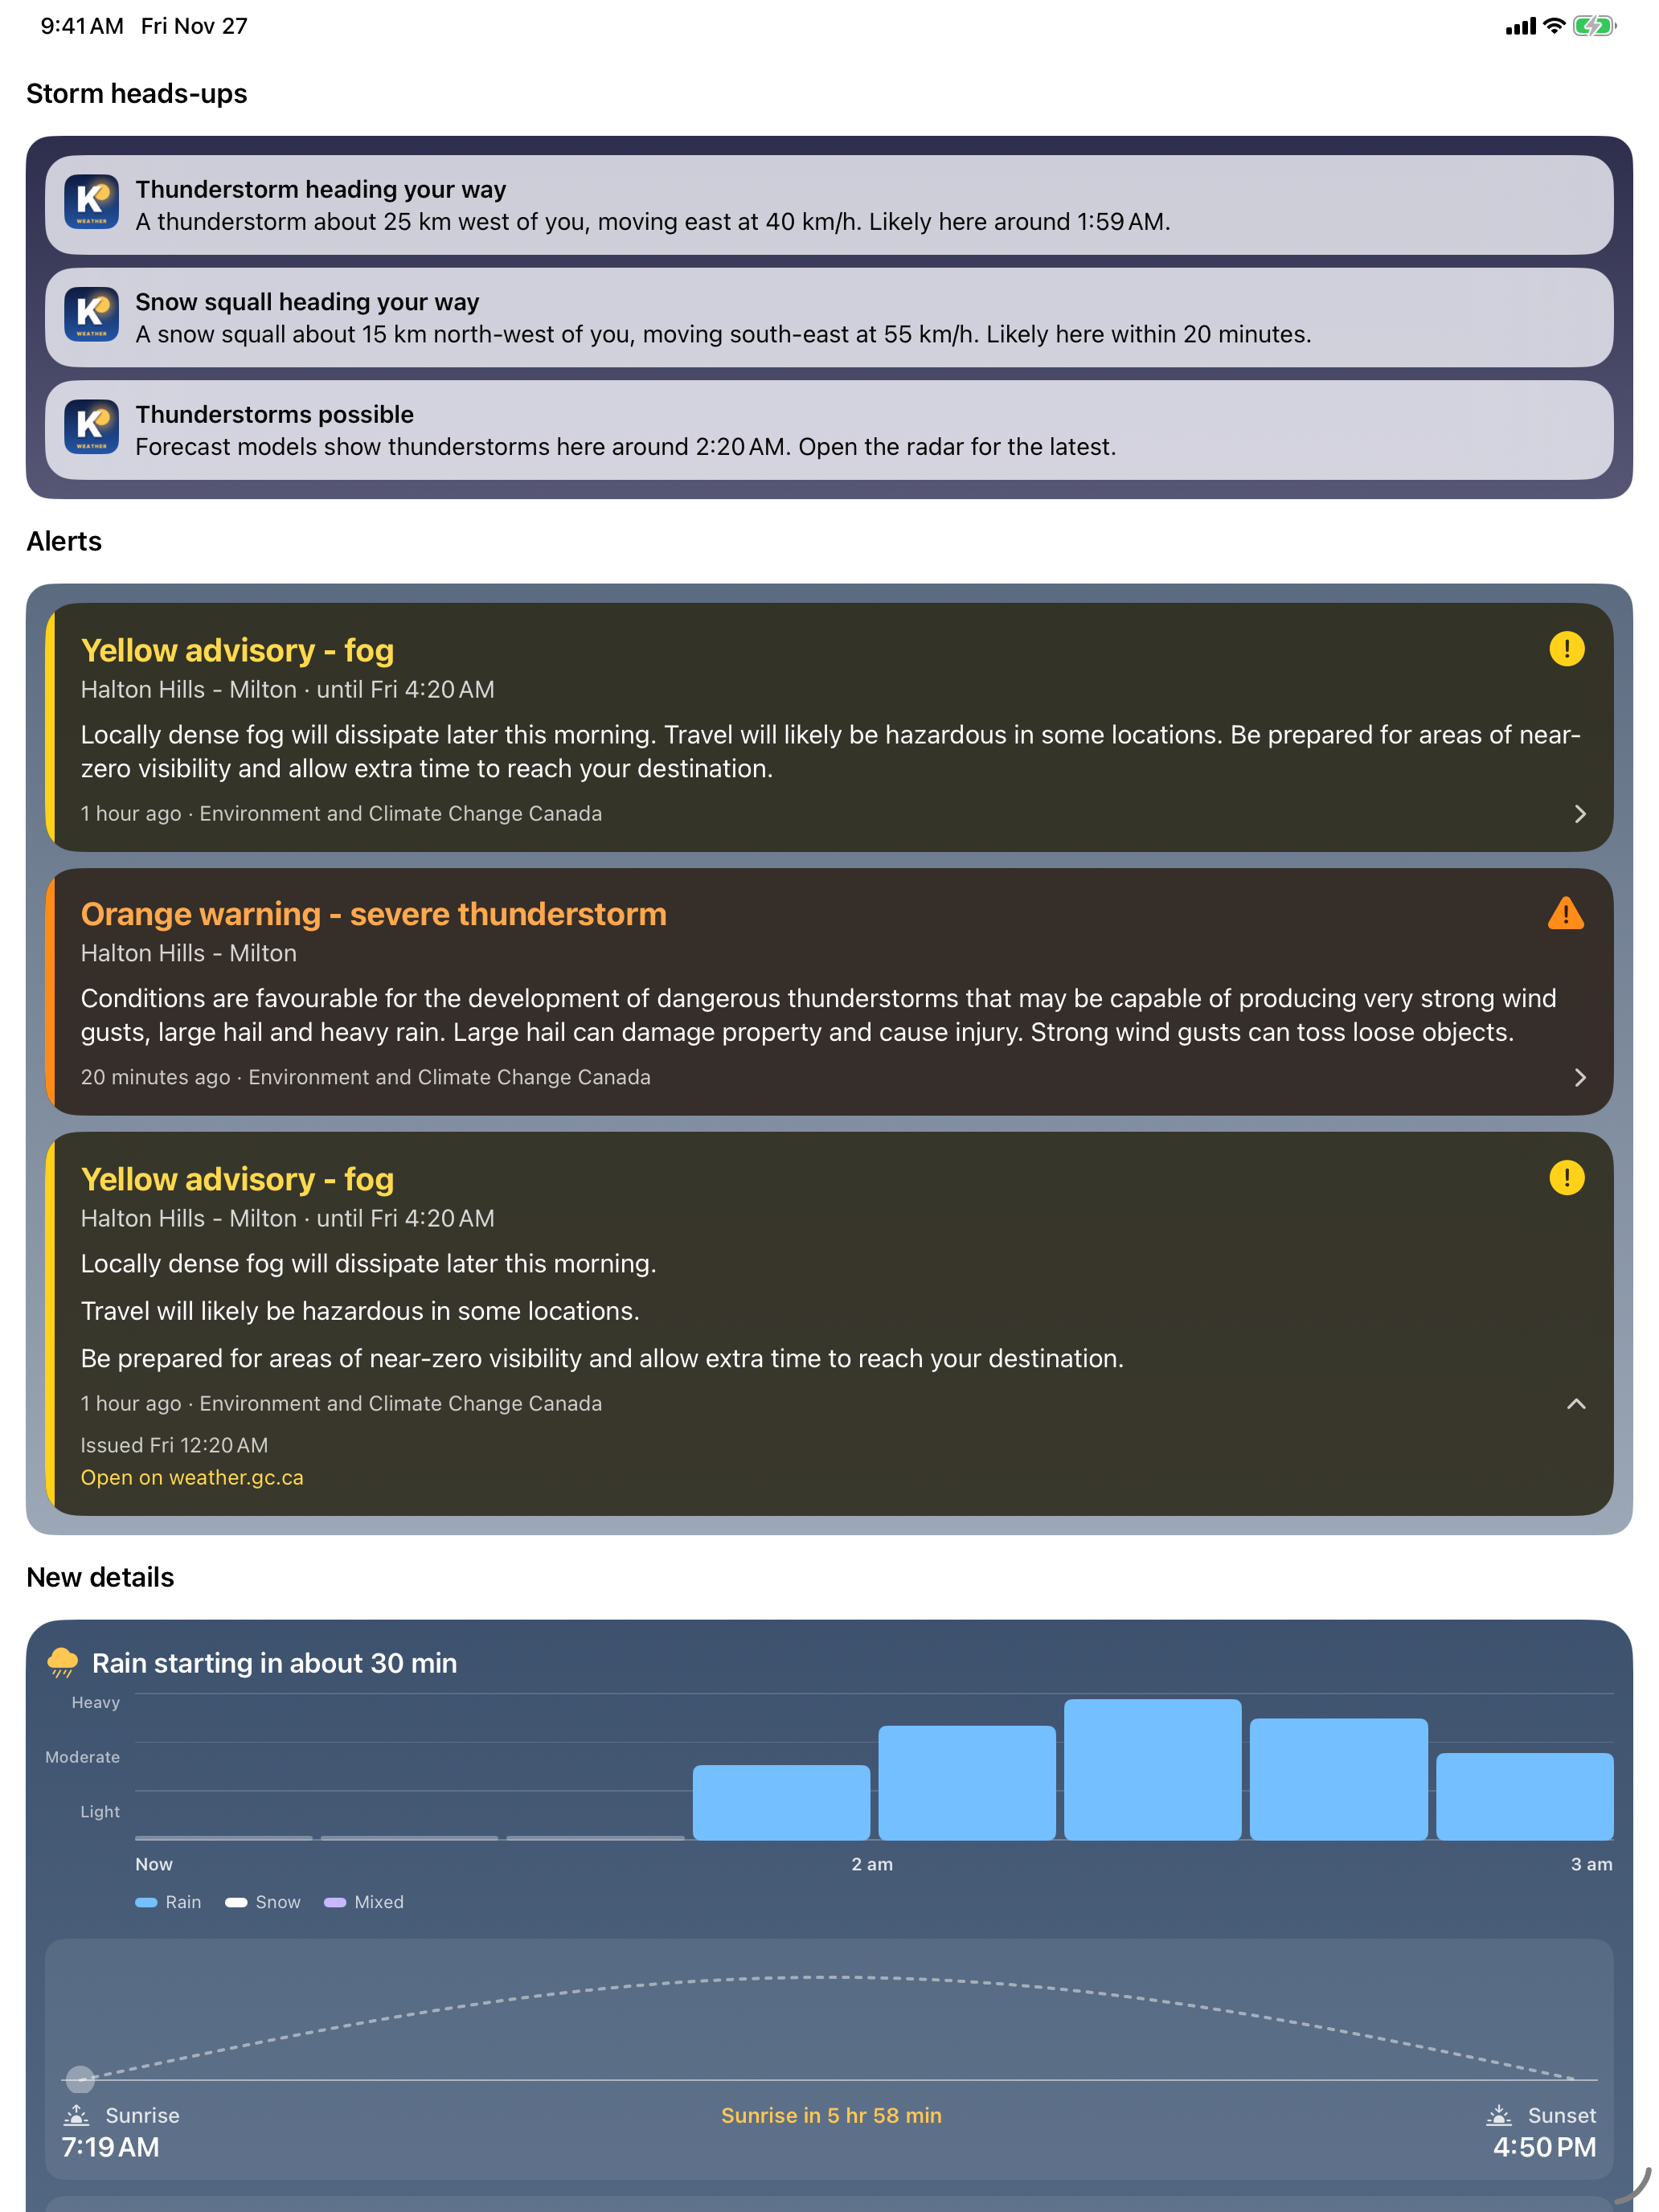 9:41 AM Fri Nov 27
Storm heads-ups
K
WEATHER
Thunderstorm heading your way
A thunderstorm about 25 km west of you, moving east at 40 km/h. Likely here around 1:59 AM.
K
WEATHER
Snow squall heading your way
A snow squall about 15 km north-west of you, moving south-east at 55 km/h. Likely here within 20 minutes.
K
WEATHER
Thunderstorms possible
Forecast models show thunderstorms here around 2:20 AM. Open the radar for the latest.
Alerts
Yellow advisory - fog
Halton Hills - Milton · until Fri 4:20 AM
Locally dense fog will dissipate later this morning. Travel will likely be hazardous in some locations. Be prepared for areas of near-
zero visibility and allow extra time to reach your destination.
1 hour ago · Environment and Climate Change Canada
Orange warning - severe thunderstorm
Halton Hills - Milton
Conditions are favourable for the development of dangerous thunderstorms that may be capable of producing very strong wind
gusts, large hail and heavy rain. Large hail can damage property and cause injury. Strong wind gusts can toss loose objects.
20 minutes ago · Environment and Climate Change Canada
Yellow advisory - fog
Halton Hills - Milton · until Fri 4:20 AM
Locally dense fog will dissipate later this morning.
Travel will likely be hazardous in some locations.
Be prepared for areas of near-zero visibility and allow extra time to reach your destination.
1 hour ago · Environment and Climate Change Canada
Issued Fri 12:20 AM
Open on weather.gc.ca
New details
Rain starting in about 30 min
Heavy
Moderate
Light
Now 2 am 3 am
Rain Snow Mixed
Sunrise Sunrise in 5 hr 58 min Sunset
7:19 AM 4:50 PM